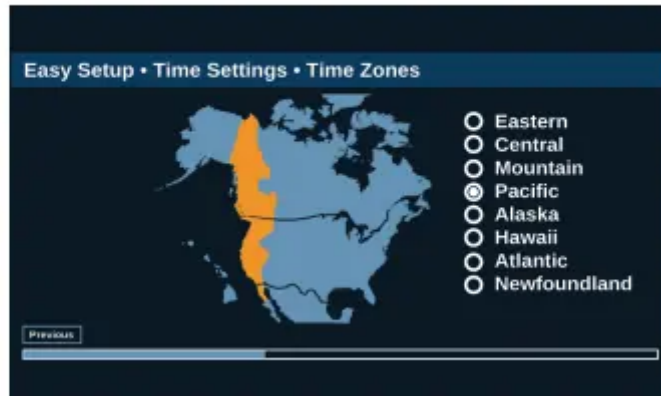 Easy Setup • Time Settings • Time Zones
Eastern
Central
Mountain
Pacific
Alaska
Hawaii
Atlantic
Newfoundland
Previous